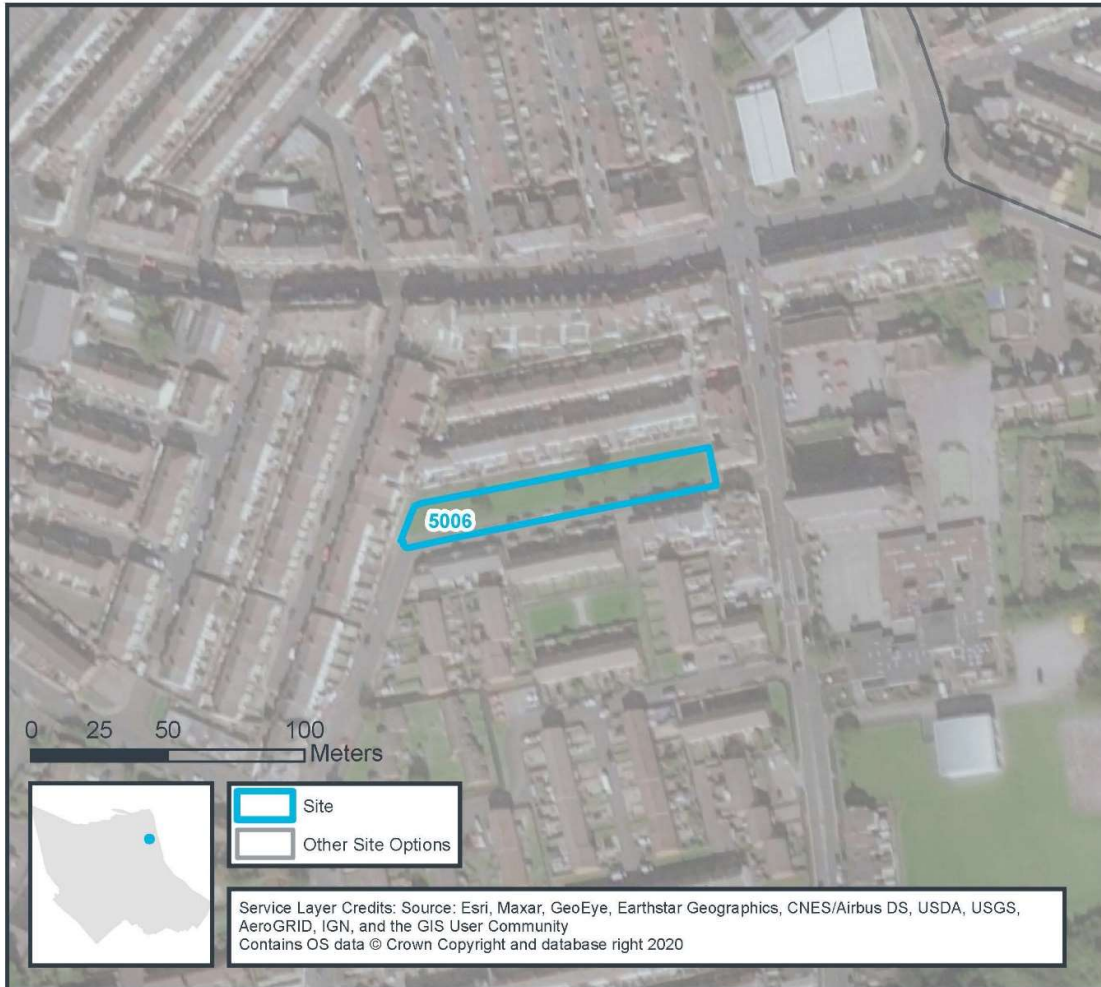 5006
0 25 50 100
Meters
Site
Other Site Options
Service Layer Credits: Source: Esri, Maxar, GeoEye, Earthstar Geographics, CNES/Airbus DS, USDA, USGS,
AeroGRID, IGN, and the GIS User Community
Contains OS data © Crown Copyright and database right 2020